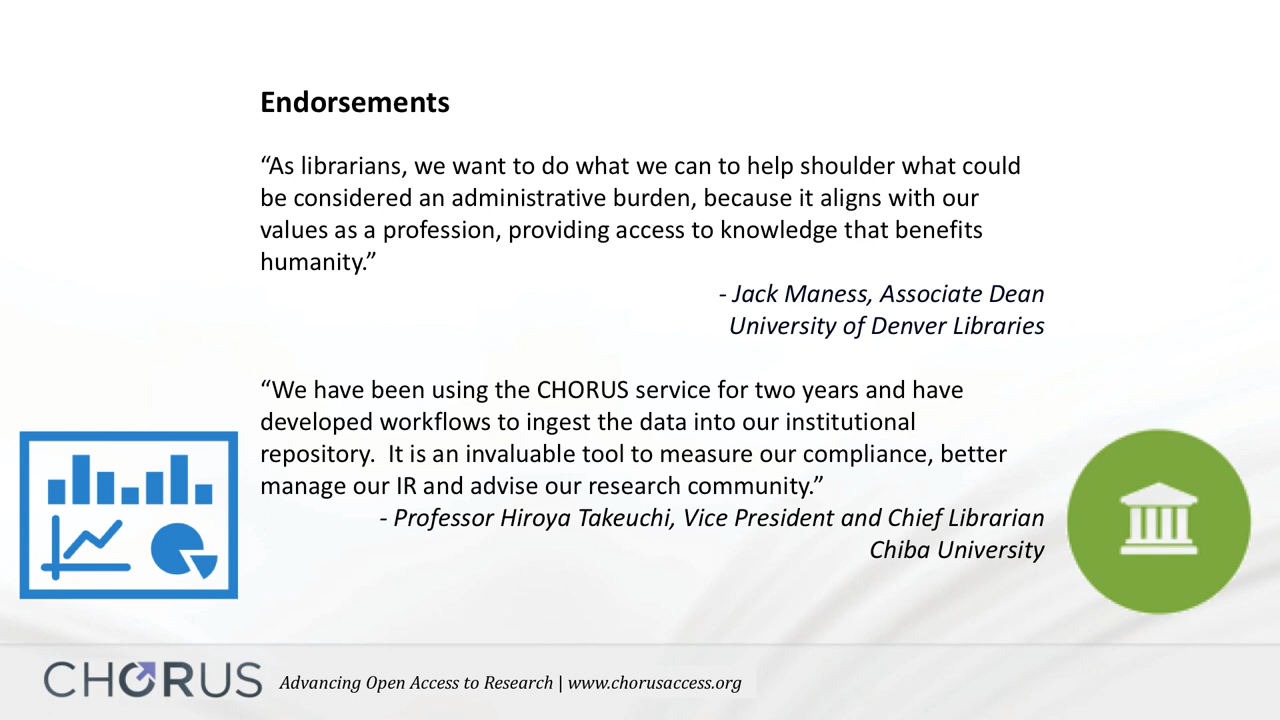 Endorsements
“As librarians, we want to do what we can to help shoulder what could
be considered an administrative burden, because it aligns with our
values as a profession, providing access to knowledge that benefits
humanity.”
- Jack Maness, Associate Dean
University of Denver Libraries
“We have been using the CHORUS service for two years and have
developed workflows to ingest the data into our institutional
repository.  It is an invaluable tool to measure our compliance, better
manage our IR and advise our research community.”
- Professor Hiroya Takeuchi, Vice President and Chief Librarian
Chiba University
CHORUS Advancing Open Access to Research | www.chorusaccess.org